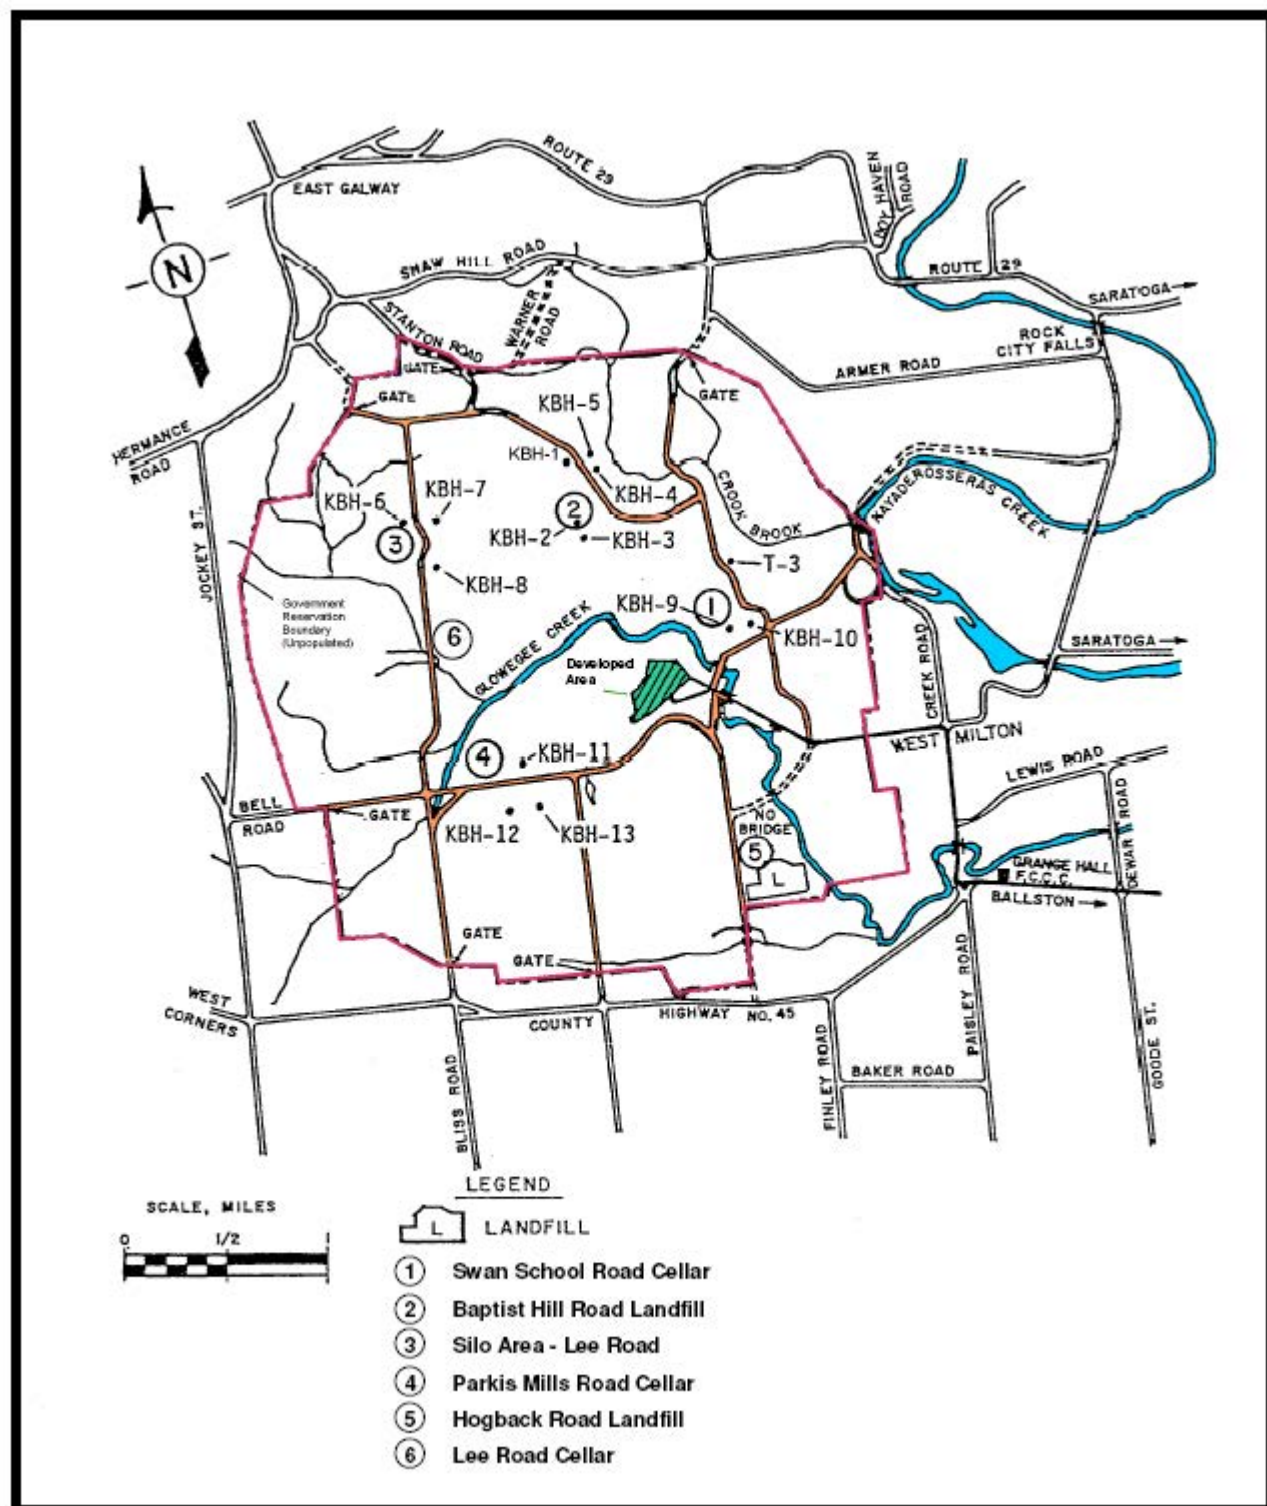 ROUTE 29
BOY HAVEN
ROAD
EAST GALWAY
N
SHAW HILL ROAD
ROUTE 29
SARATOGA
WARNER
ROAD
STANTON ROAD
ROCK
CITY FALLS
GATE
ARMER ROAD
GATE
GATE
KBH-5
HERMANCE
ROAD
KBH-1
KBH-7
KBH-4
CROOK BROOK
KAYADEROSSERAS CREEK
KBH-6
2
3
KBH-2
KBH-3
JOCKEY ST.
T-3
KBH-8
Government
Reservation
Boundary
(Unpopulated)
KBH-9
1
6
KBH-10
GLOWEGEE CREEK
SARATOGA
Developed
Area
CREEK ROAD
WEST MILTON
4
KBH-11
LEWIS ROAD
BELL
ROAD
GATE
KBH-12
KBH-13
NO
BRIDGE
DEWAR ROAD
5
L
GRANGE HALL
F.C.C.C.
BALLSTON
GATE
GATE
PAISLEY ROAD
WEST
CORNERS
COUNTY
HIGHWAY
NO. 45
GOODE ST.
FINLEY ROAD
BAKER ROAD
BLISS ROAD
LEGEND
SCALE, MILES
0 1/2 1
L LANDFILL
1 Swan School Road Cellar
2 Baptist Hill Road Landfill
3 Silo Area - Lee Road
4 Parkis Mills Road Cellar
5 Hogback Road Landfill
6 Lee Road Cellar